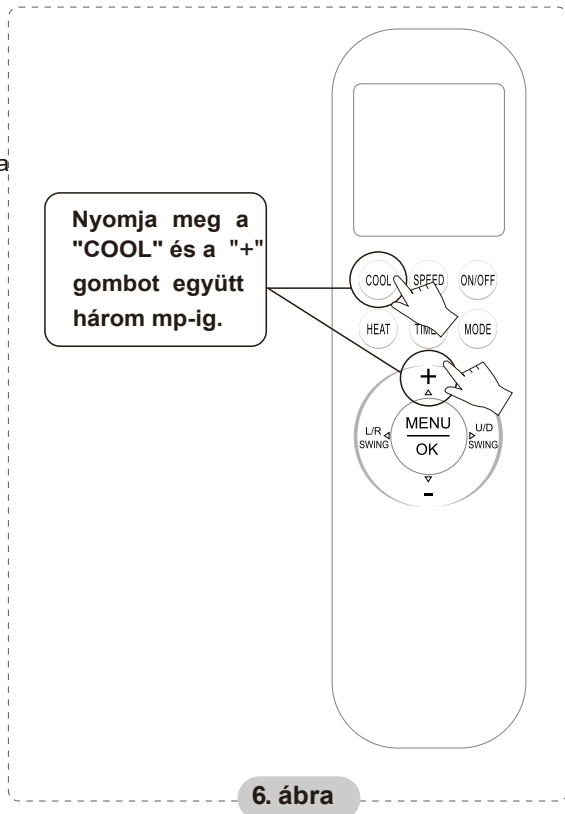 a
Nyomja meg a
"COOL" és a "+"
gombot együtt
három mp-ig.
COOL SPEED ON/OFF
HEAT MODE
+
L/R SWING
MENU
OK
U/D SWING
-
6. ábra